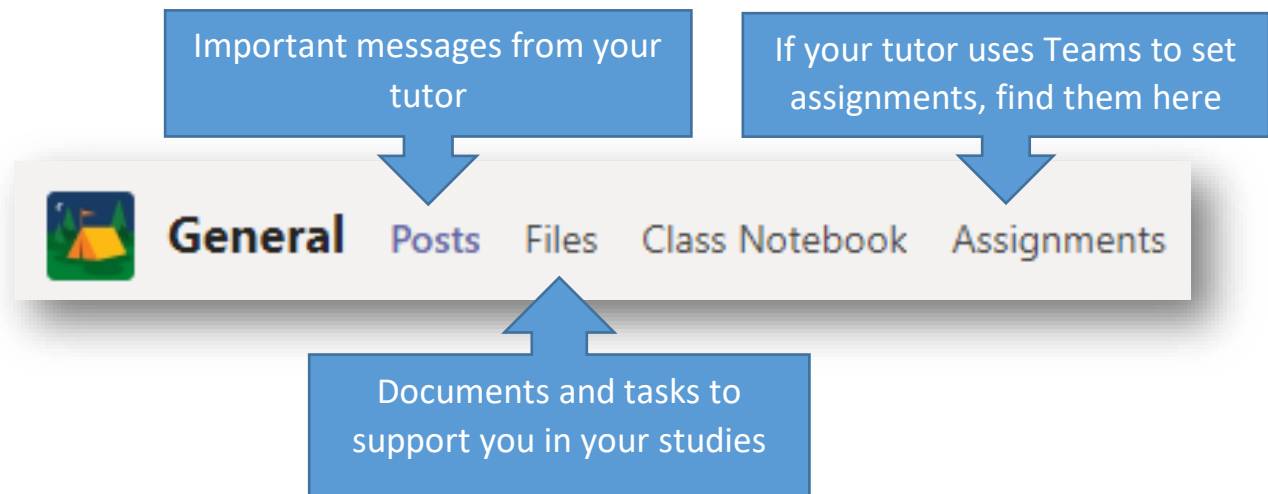 Important messages from your
tutor
If your tutor uses Teams to set
assignments, find them here
General Posts Files Class Notebook Assignments
Documents and tasks to
support you in your studies